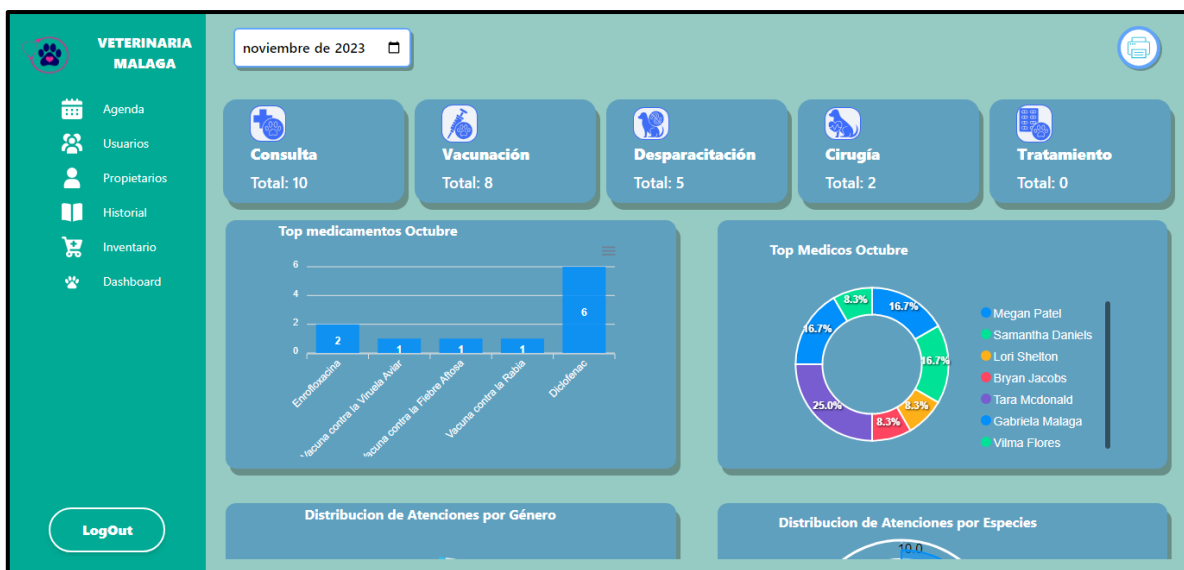 VETERINARIA
MALAGA
Agenda
Usuarios
Propietarios
Historial
Inventario
Dashboard
LogOut
noviembre de 2023
Consulta
Total: 10
Vacunación
Total: 8
Desparacitación
Total: 5
Cirugía
Total: 2
Tratamiento
Total: 0
Top medicamentos Octubre
6
4
2
0
2
1
1
1
6
Enrofloxacina
Vacuna contra la Viruela Aviar
Vacuna contra la Fiebre Aftosa
Vacuna contra la Rabia
Diclofenac
Top Medicos Octubre
16.7%
16.7%
8.3%
8.3%
25.0%
16.7%
8.3%
Megan Patel
Samantha Daniels
Lori Shelton
Bryan Jacobs
Tara Mcdonald
Gabriela Malaga
Vilma Flores
Distribucion de Atenciones por Género
Distribucion de Atenciones por Especies
10.0